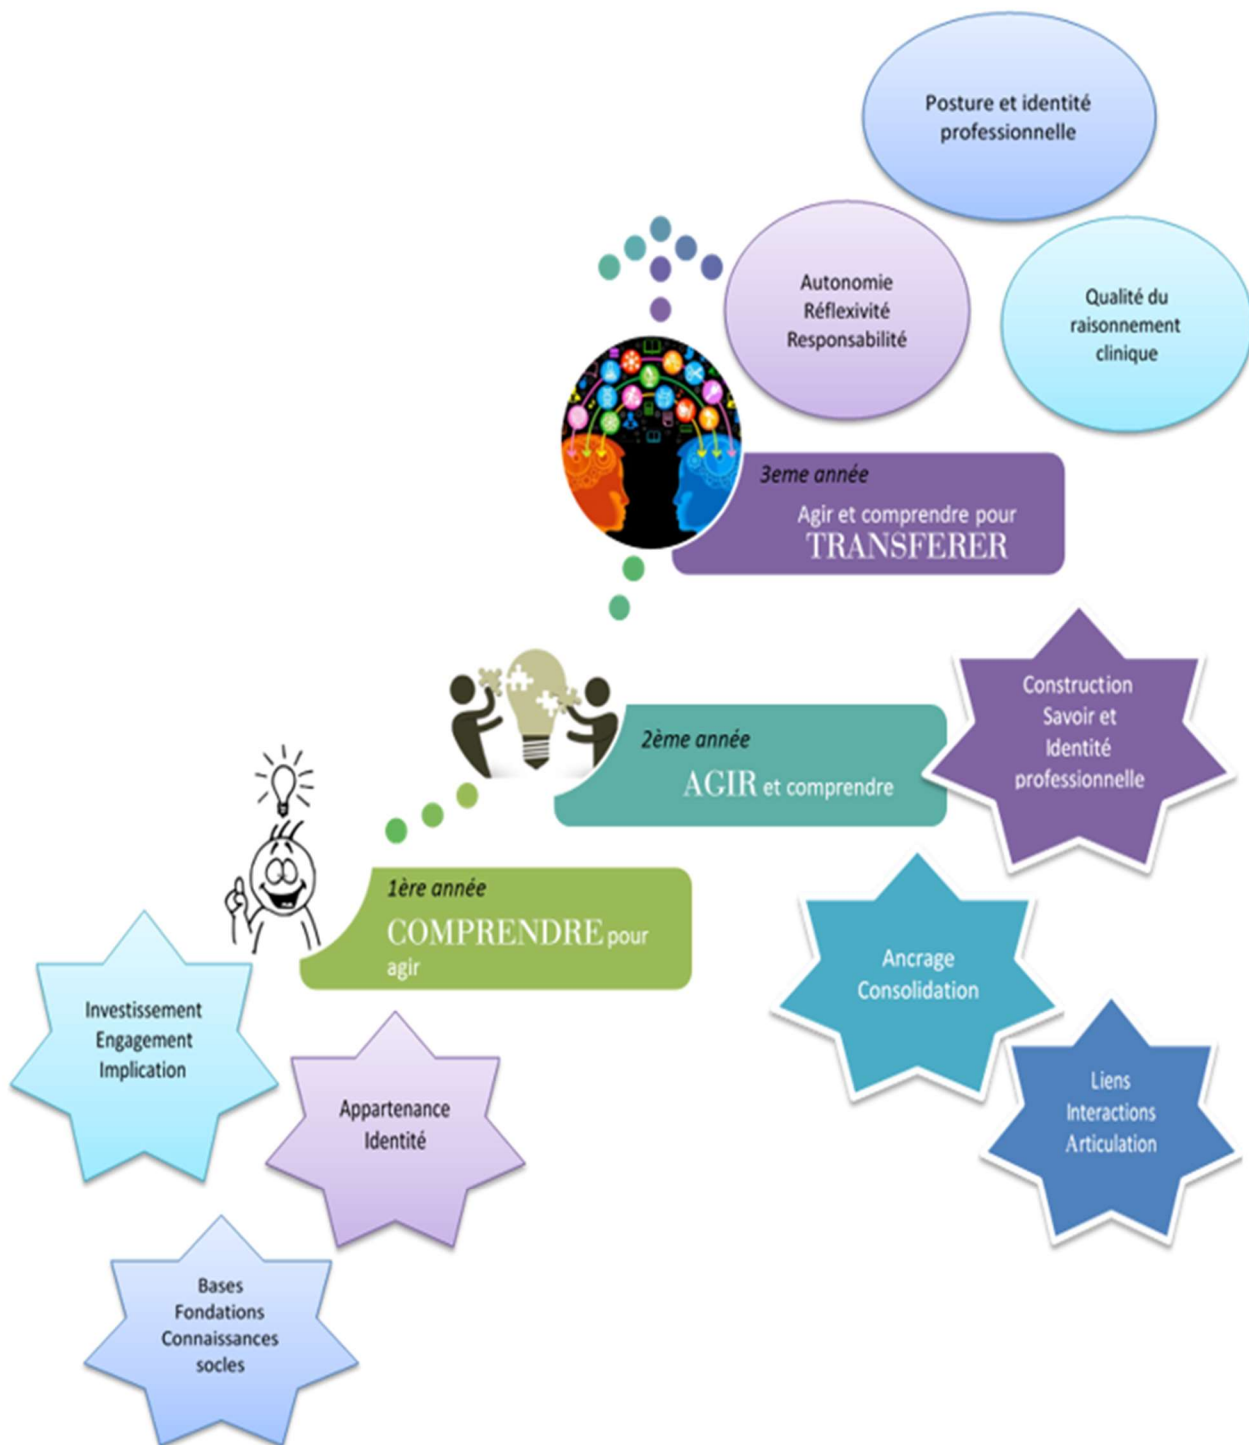 Posture et identité
professionnelle
Autonomie
Réflexivité
Responsabilité
Qualité du
raisonnement
clinique
3eme année
Agir et comprendre pour
TRANSFERER
Construction
Savoir et
Identité
professionnelle
2ème année
AGIR et comprendre
1ère année
COMPRENDRE pour
agir
Ancrage
Consolidation
Investissement
Engagement
Implication
Appartenance
Identité
Liens
Interactions
Articulation
Bases
Fondations
Connaissances
socles